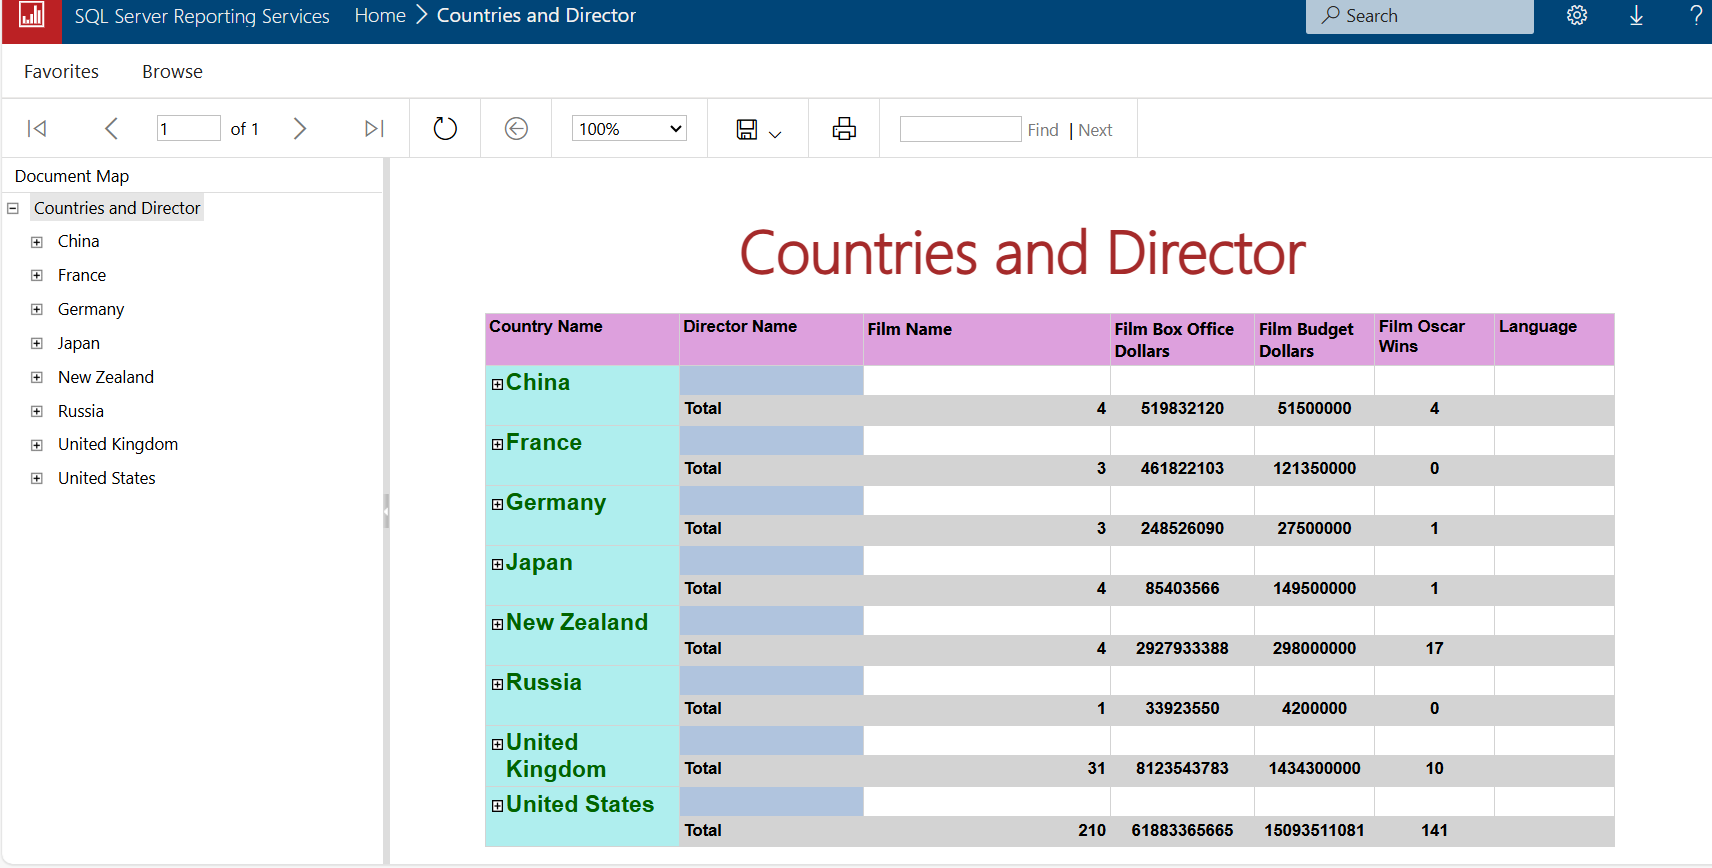 SQL Server Reporting Services Home Countries and Director Search ?
Favorites Browse
1 of 1 100% Find | Next
Document Map
Countries and Director
China
France
Germany
Japan
New Zealand
Russia
United Kingdom
United States
Countries and Director
Country Name Director Name Film Name Film Box Office Dollars Film Budget Dollars Film Oscar Wins Language
China
Total 4 519832120 51500000 4
France
Total 3 461822103 121350000 0
Germany
Total 3 248526090 27500000 1
Japan
Total 4 85403566 149500000 1
New Zealand
Total 4 2927933388 298000000 17
Russia
Total 1 33923550 4200000 0
United Kingdom
Total 31 8123543783 1434300000 10
United States
Total 210 61883365665 15093511081 141